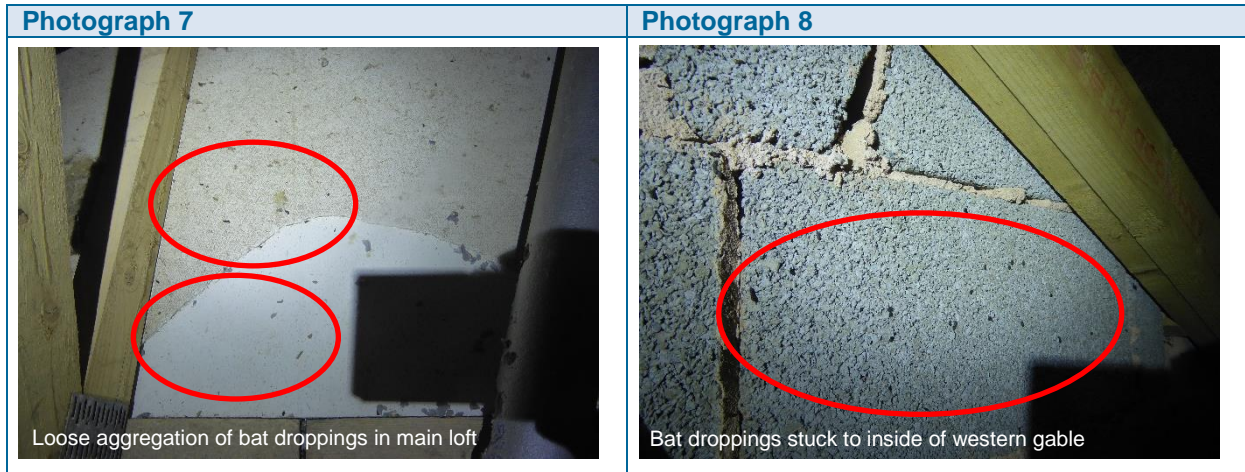 Photograph 7
Photograph 8
Loose aggregation of bat droppings in main loft
Bat droppings stuck to inside of western gable